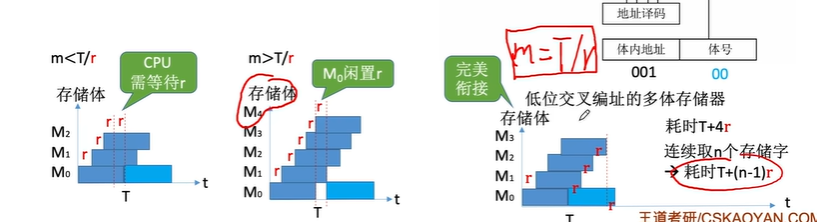 m<T/r
CPU
需等待r
存储体
r r
r
r
M₂
M₁
M₀
T
t
m>T/r
M₀闲置r
存储体
r
r
r
r
r
M₄
M₃
M₂
M₁
M₀
T
t
完美
衔接
m=T/r
地址译码
体内地址 体号
001 00
低位交叉编址的多体存储器
存储体
M₃
M₂
M₁
M₀
r
r
r
r
r
T
t
耗时T+4r
连续取n个存储字
→ 耗时T+(n-1)r
王道考研/CSKAOYAN.COM